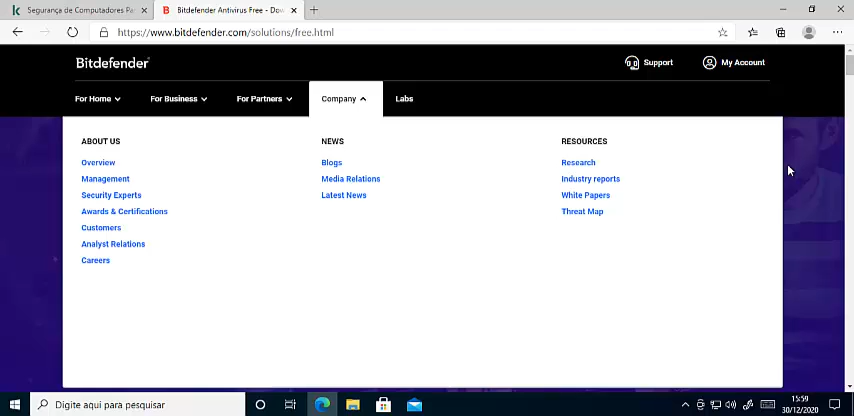 Segurança de Computadores Pa
Bitdefender Antivirus Free - Dow
https://www.bitdefender.com/solutions/free.html
Bitdefender
Support
My Account
For Home
For Business
For Partners
Company
Labs
ABOUT US
Overview
Management
Security Experts
Awards & Certifications
Customers
Analyst Relations
Careers
NEWS
Blogs
Media Relations
Latest News
RESOURCES
Research
Industry reports
White Papers
Threat Map
Digite aqui para pesquisar
15:59
30/12/2020